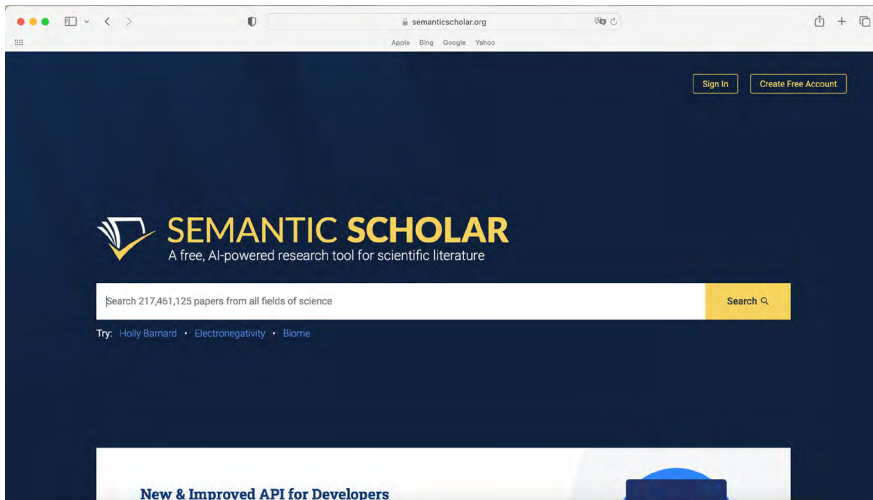 semanticscholar.org
Apple Bing Google Yahoo
Sign In Create Free Account
SEMANTIC SCHOLAR
A free, AI-powered research tool for scientific literature
Search 217,461,125 papers from all fields of science
Search
Try: Holly Barnard • Electronegativity • Biome
New & Improved API for Developers